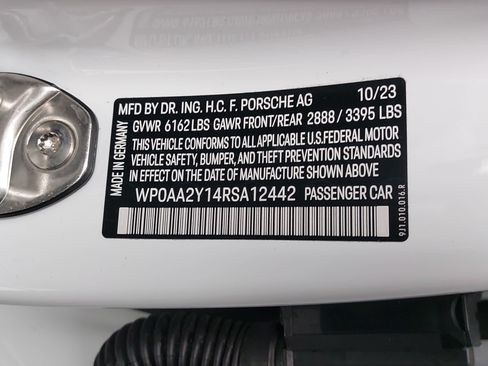 MFD BY DR. ING. H.C. F. PORSCHE AG 10/23
GVWR 6162 LBS GAWR FRONT/REAR 2888 / 3395 LBS
THIS VEHICLE CONFORMS TO ALL APPLICABLE U.S.FEDERAL MOTOR
VEHICLE SAFETY, BUMPER, AND THEFT PREVENTION STANDARDS IN
EFFECT ON THE DATE OF MANUFACTURE SHOWN ABOVE
WP0AA2Y14RSA12442 PASSENGER CAR
MADE IN GERMANY
9J1.010.016.R